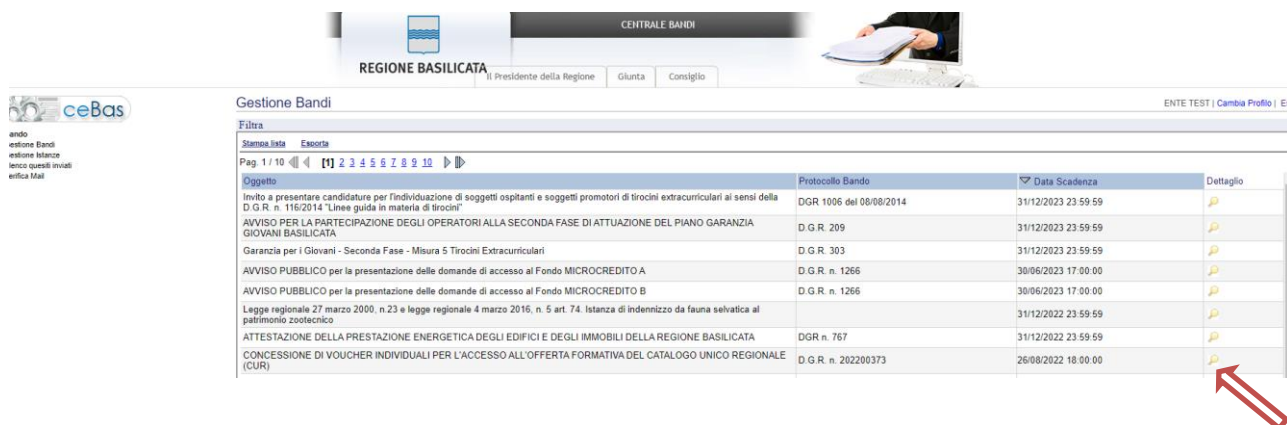 CENTRALE BANDI
REGIONE BASILICATA
Il Presidente della Regione
Giunta
Consiglio
ceBas
Gestione Bandi
ENTE TEST | Cambia Profilo | E
ando
estione Bandi
estione Istanze
lenco quesiti inviati
erifica Mail
Filtra
Stampa lista Esporta
Pag. 1 / 10 [1] 2 3 4 5 6 7 8 9 10
Oggetto Protocollo Bando Data Scadenza Dettaglio
Invito a presentare candidature per l'individuazione di soggetti ospitanti e soggetti promotori di tirocini extracurriculari ai sensi della
D.G.R. n. 116/2014 "Linee guida in materia di tirocini"
DGR 1006 del 08/08/2014 31/12/2023 23:59:59
AVVISO PER LA PARTECIPAZIONE DEGLI OPERATORI ALLA SECONDA FASE DI ATTUAZIONE DEL PIANO GARANZIA
GIOVANI BASILICATA
D.G.R. 209 31/12/2023 23:59:59
Garanzia per i Giovani - Seconda Fase - Misura 5 Tirocini Extracurriculari D.G.R. 303 31/12/2023 23:59:59
AVVISO PUBBLICO per la presentazione delle domande di accesso al Fondo MICROCREDITO A D.G.R. n. 1266 30/06/2023 17:00:00
AVVISO PUBBLICO per la presentazione delle domande di accesso al Fondo MICROCREDITO B D.G.R. n. 1266 30/06/2023 17:00:00
Legge regionale 27 marzo 2000, n.23 e legge regionale 4 marzo 2016, n. 5 art. 74. Istanza di indennizzo da fauna selvatica al
patrimonio zootecnico
31/12/2022 23:59:59
ATTESTAZIONE DELLA PRESTAZIONE ENERGETICA DEGLI EDIFICI E DEGLI IMMOBILI DELLA REGIONE BASILICATA DGR n. 767 31/12/2022 23:59:59
CONCESSIONE DI VOUCHER INDIVIDUALI PER L'ACCESSO ALL'OFFERTA FORMATIVA DEL CATALOGO UNICO REGIONALE
(CUR)
D.G.R. n. 202200373 26/08/2022 18:00:00